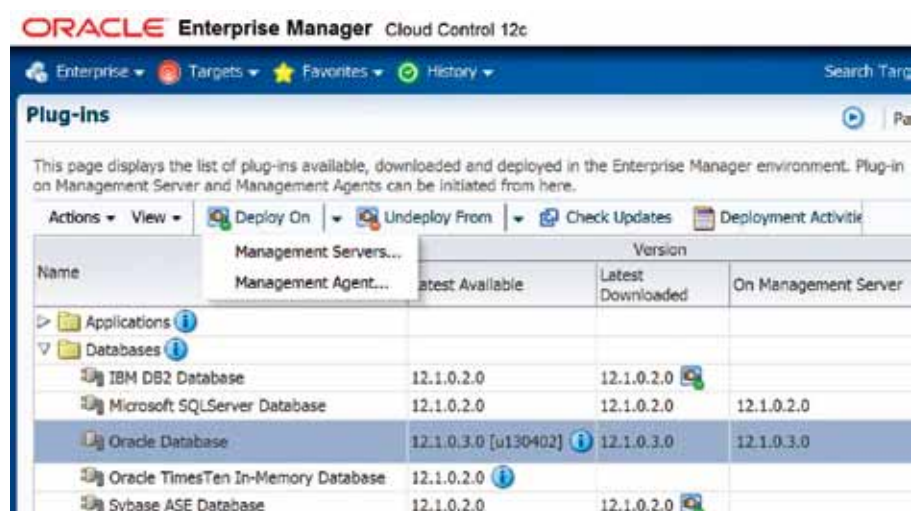 ORACLE Enterprise Manager Cloud Control 12c
Enterprise Targets Favorites History Search Targ
Plug-ins Pa
This page displays the list of plug-ins available, downloaded and deployed in the Enterprise Manager environment. Plug-in
on Management Server and Management Agents can be initiated from here.
Actions View Deploy On Undeploy From Check Updates Deployment Activitie
Management Servers...
Management Agent...
Version
Name atest Available Latest Downloaded On Management Server
Applications
Databases
IBM DB2 Database 12.1.0.2.0 12.1.0.2.0
Microsoft SQLServer Database 12.1.0.2.0 12.1.0.2.0 12.1.0.2.0
Oracle Database 12.1.0.3.0 [u130402] 12.1.0.3.0 12.1.0.3.0
Oracle TimesTen In-Memory Database 12.1.0.2.0
Sybase ASE Database 12.1.0.2.0 12.1.0.2.0